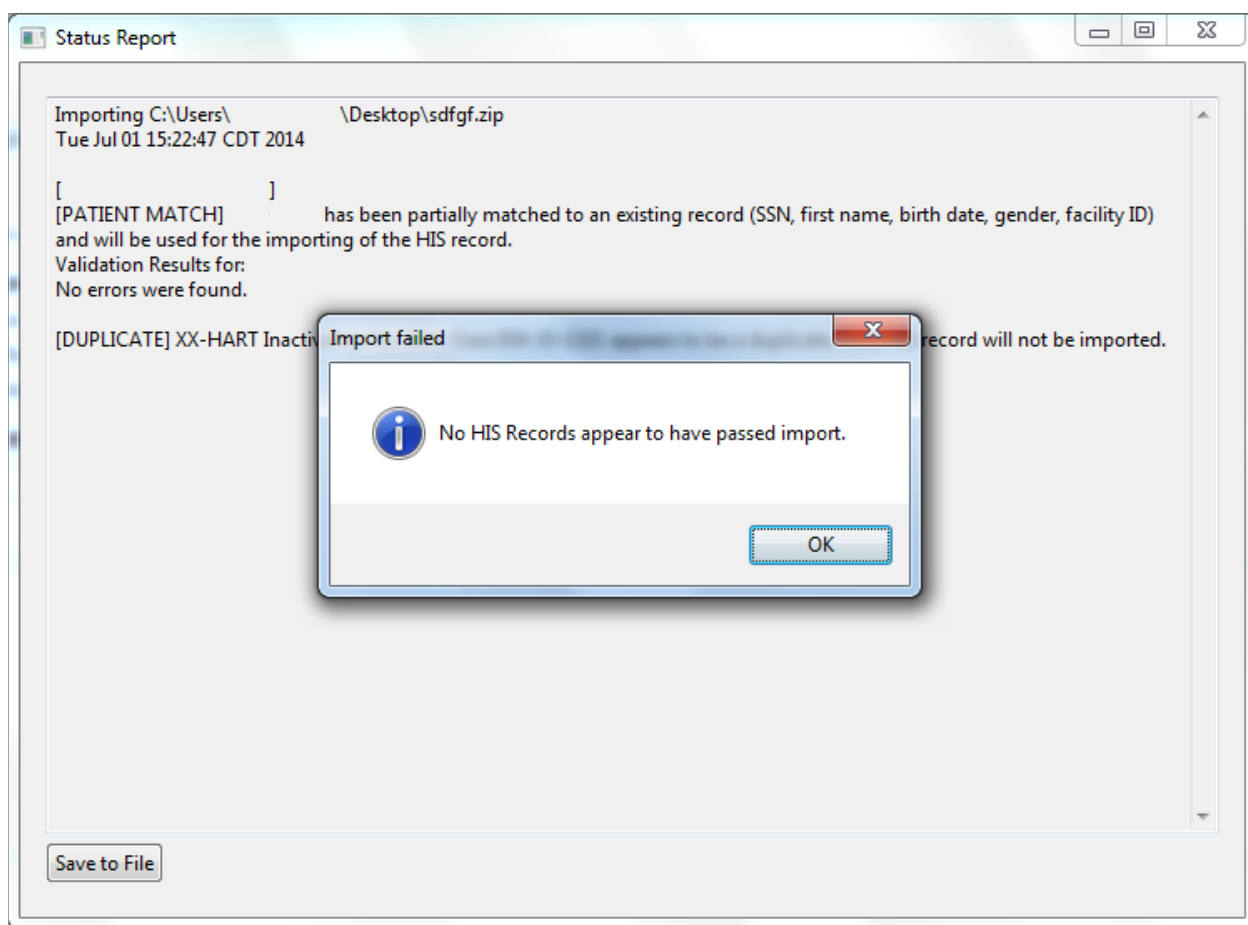 Status Report
Importing C:\Users\ \Desktop\sdfgf.zip
Tue Jul 01 15:22:47 CDT 2014
[ ]
[PATIENT MATCH] has been partially matched to an existing record (SSN, first name, birth date, gender, facility ID)
and will be used for the importing of the HIS record.
Validation Results for:
No errors were found.
[DUPLICATE] XX-HART Inactiv record will not be imported.
Import failed
No HIS Records appear to have passed import.
OK
Save to File